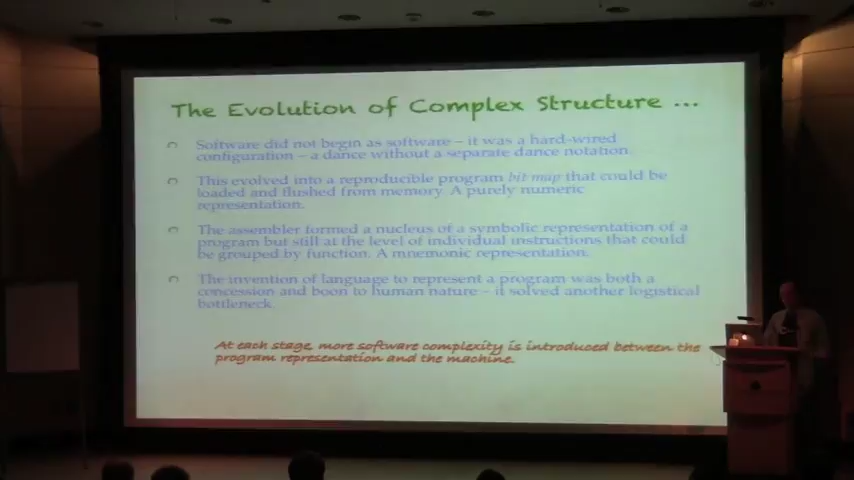 The Evolution of Complex Structure ...
Software did not begin as software – it was a hard-wired
configuration – a dance without a separate dance notation.
This evolved into a reproducible program bit map that could be
loaded and flushed from memory. A purely numeric
representation.
The assembler formed a nucleus of a symbolic representation of a
program but still at the level of individual instructions that could
be grouped by function. A mnemonic representation.
The invention of language to represent a program was both a
concession and boon to human nature – it solved another logistical
bottleneck.
At each stage, more software complexity is introduced between the
program representation and the machine.